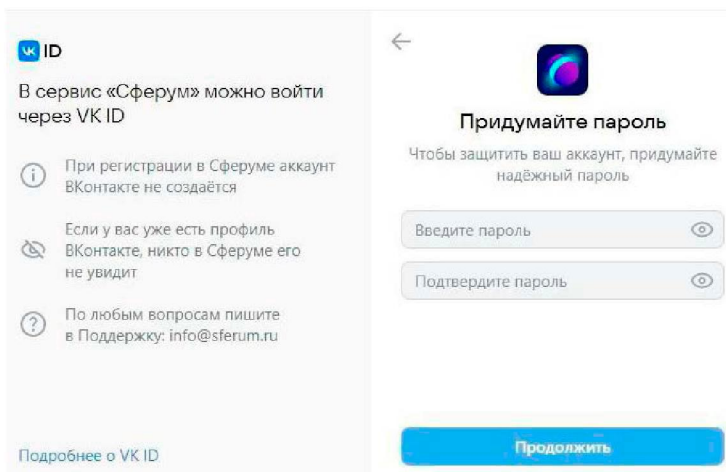 VK ID
В сервис «Сферум» можно войти
через VK ID
При регистрации в Сферуме аккаунт
ВКонтакте не создаётся
Если у вас уже есть профиль
ВКонтакте, никто в Сферуме его
не увидит
По любым вопросам пишите
в Поддержку: info@sferum.ru
Подробнее о VK ID
Придумайте пароль
Чтобы защитить ваш аккаунт, придумайте
надёжный пароль
Введите пароль
Подтвердите пароль
Продолжить